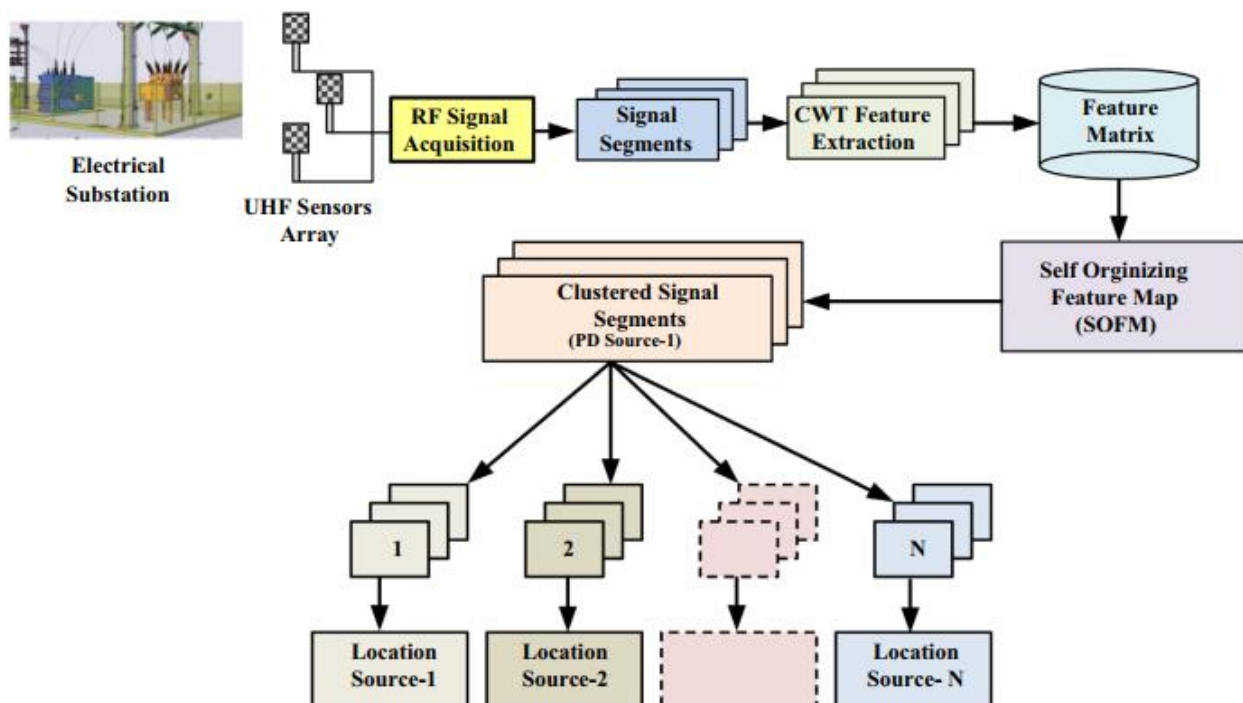 Electrical
Substation
UHF Sensors
Array
RF Signal
Acquisition
Signal
Segments
CWT Feature
Extraction
Feature
Matrix
Self Orginizing
Feature Map
(SOFM)
Clustered Signal
Segments
(PD Source-1)
1
2
N
Location
Source-1
Location
Source-2
Location
Source- N